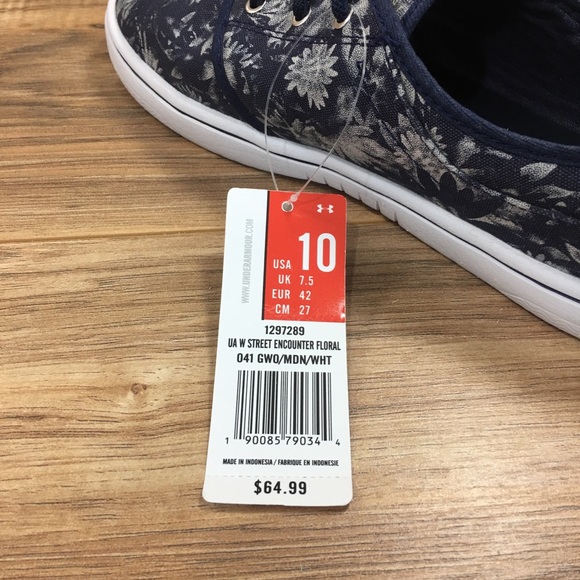 WWW.UNDERARMOUR.COM
USA 10
UK 7.5
EUR 42
CM 27
1297289
UA W STREET ENCOUNTER FLORAL
041 GWO/MDN/WHT
1 90085 79034 4
MADE IN INDONESIA / FABRIQUE EN INDONESIE
$64.99